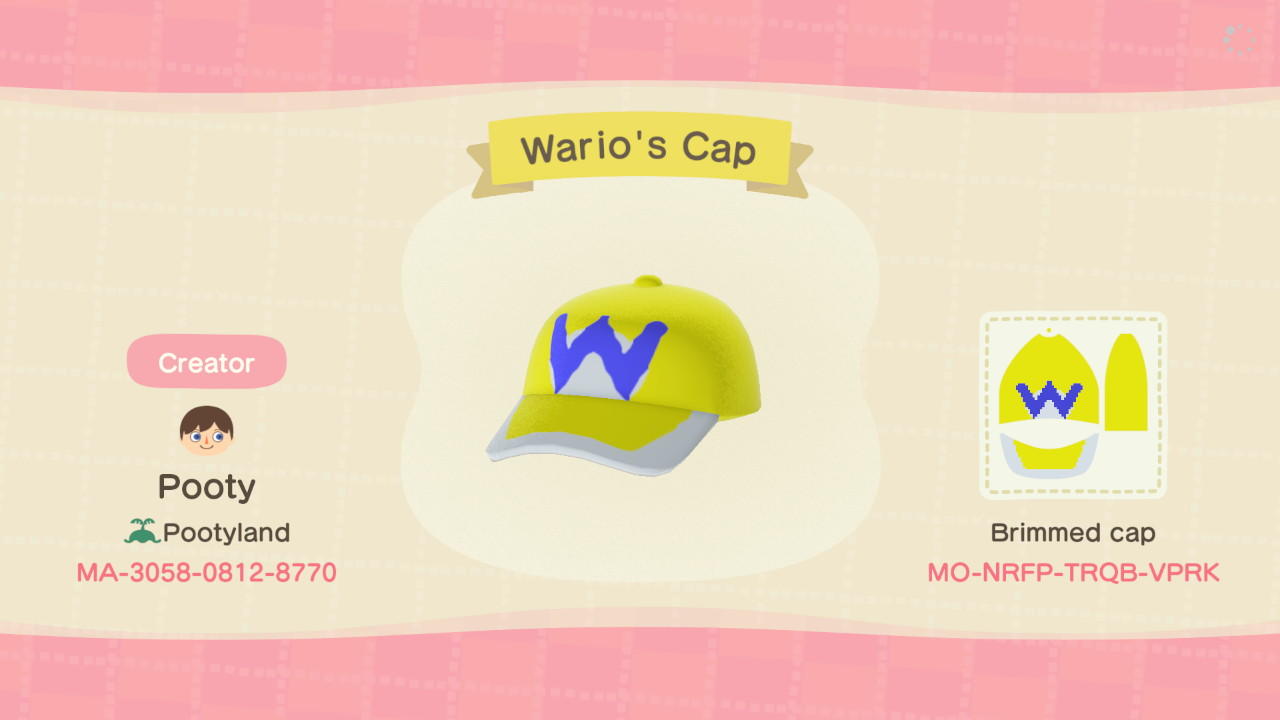 Wario's Cap
W
Creator
Pooty
Pootyland
MA-3058-0812-8770
W
Brimmed cap
MO-NRFP-TRQB-VPRK